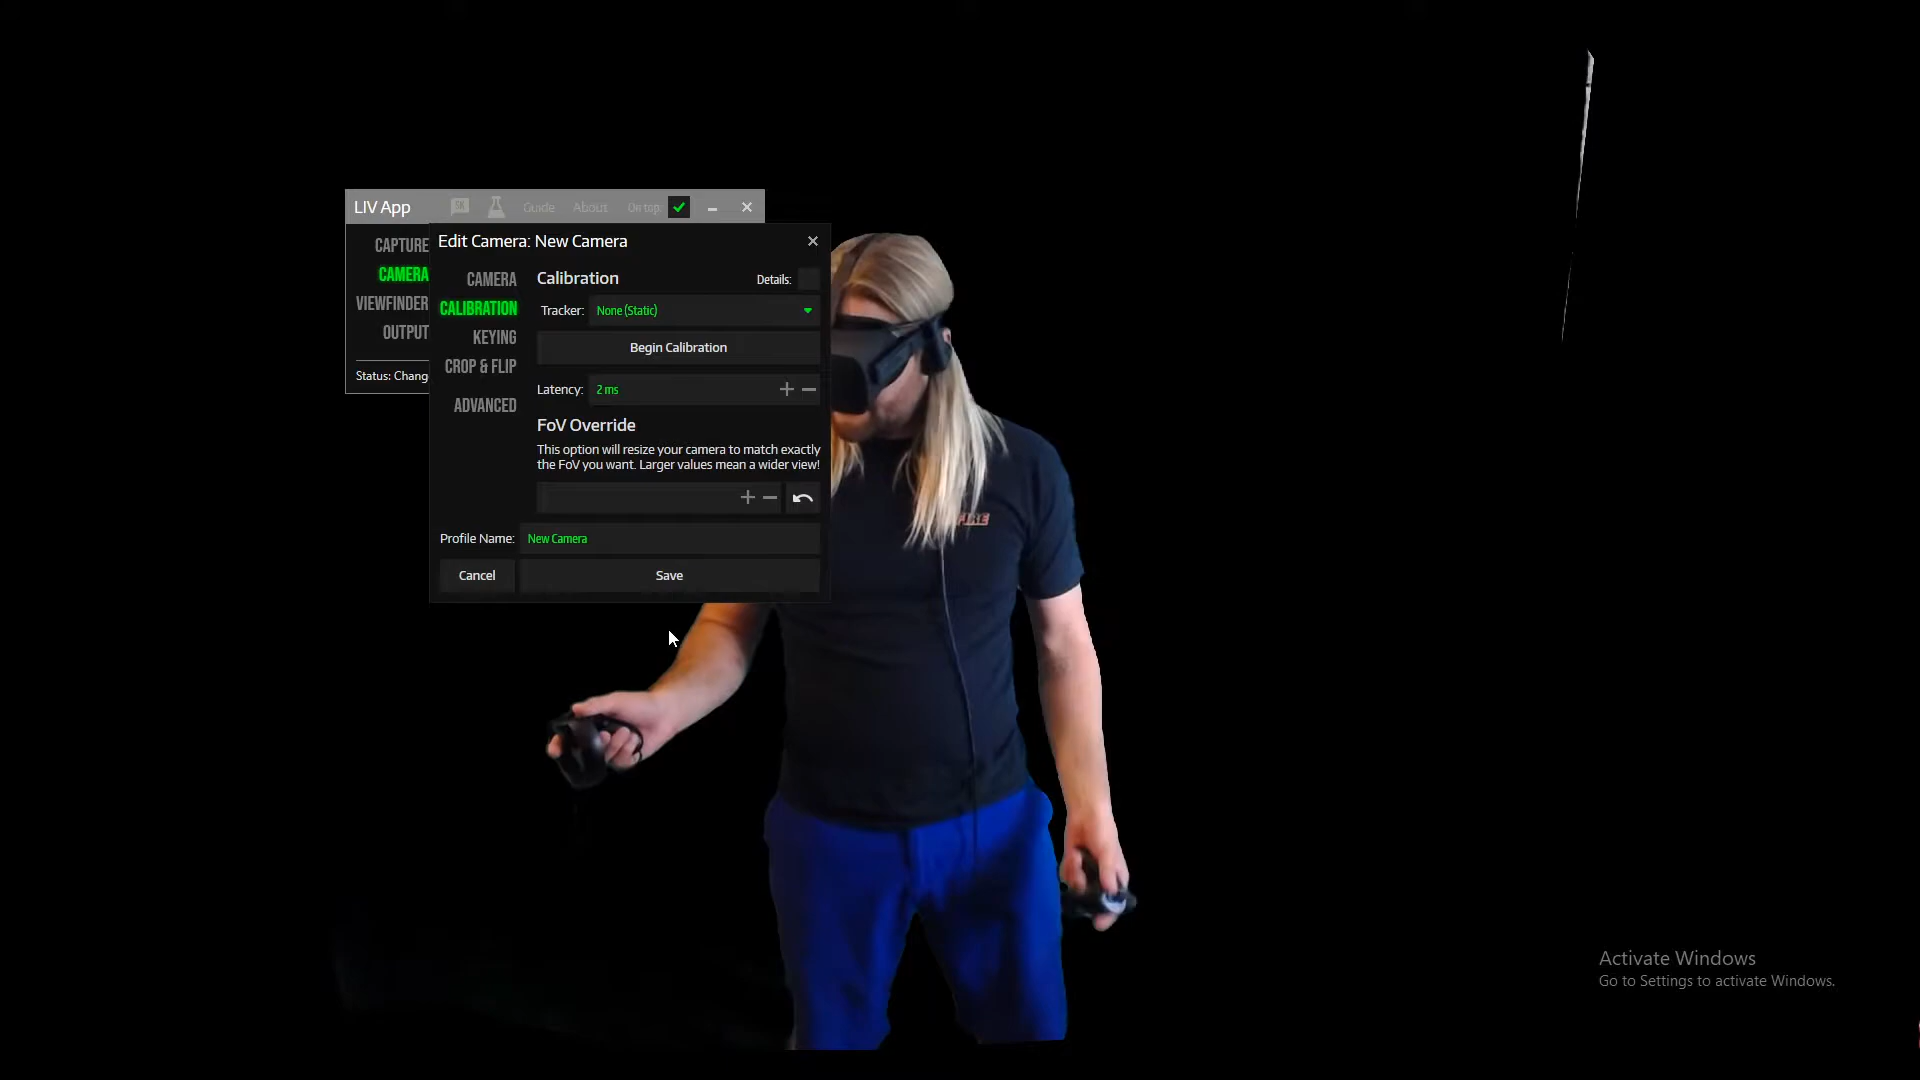 LIV App
Guide
About
On top:
CAPTURE
CAMERA
VIEWFINDER
OUTPUT
Status: Change
Edit Camera: New Camera
CAMERA
CALIBRATION
KEYING
CROP & FLIP
ADVANCED
Calibration
Details:
Tracker: None (Static)
Begin Calibration
Latency: 2 ms
FoV Override
This option will resize your camera to match exactly
the FoV you want. Larger values mean a wider view!
Profile Name: New Camera
Cancel
Save
FIRE
Activate Windows
Go to Settings to activate Windows.